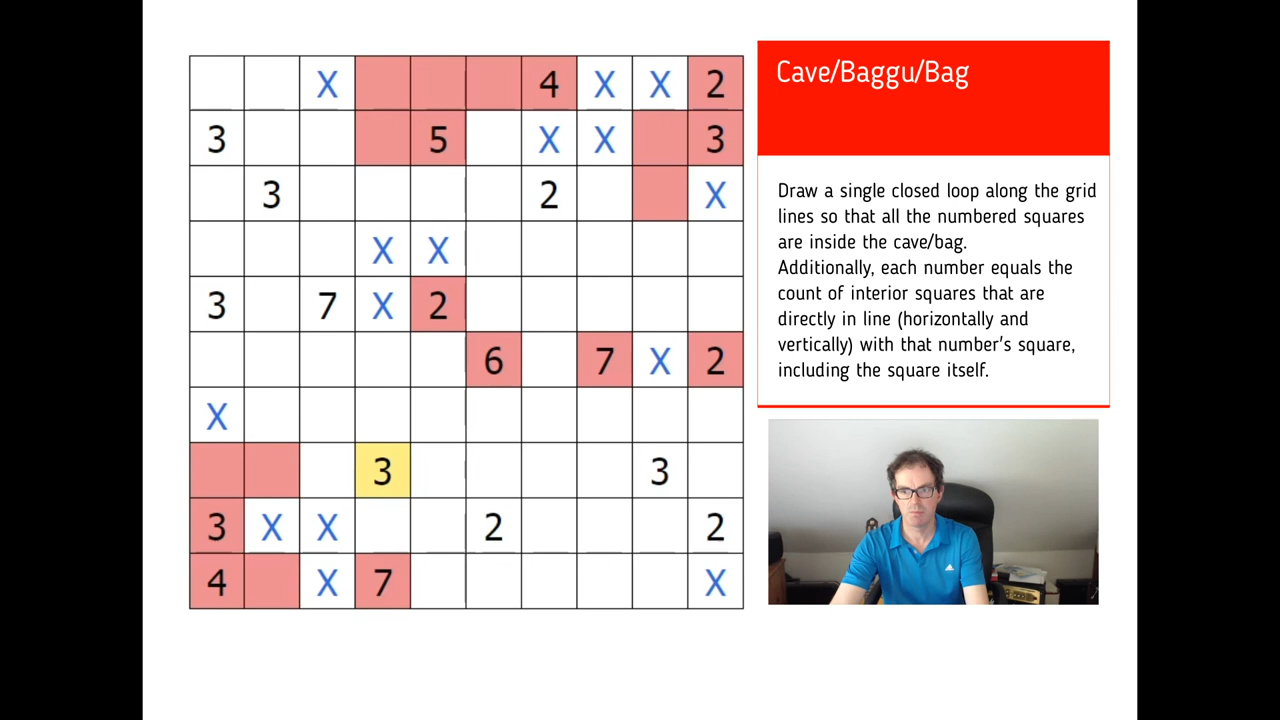 X 4 X X 2
3 5 X X 3
3 2 X
X X
3 7 X 2
6 7 X 2
X
3 3
3 X X 2 2
4 X 7 X
Cave/Baggu/Bag
Draw a single closed loop along the grid
lines so that all the numbered squares
are inside the cave/bag.
Additionally, each number equals the
count of interior squares that are
directly in line (horizontally and
vertically) with that number's square,
including the square itself.